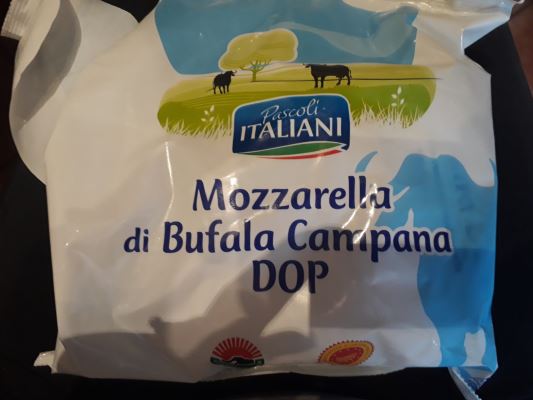 Pascoli
ITALIANI
Mozzarella
di Bufala Campana
DOP